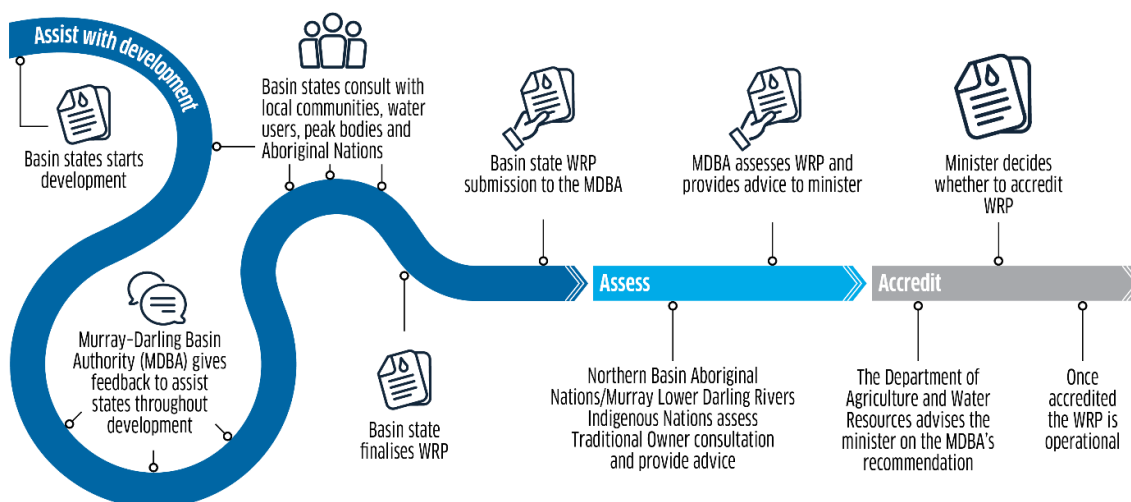 Assist with development
Basin states starts
development
Basin states consult with
local communities, water
users, peak bodies and
Aboriginal Nations
Murray–Darling Basin
Authority (MDBA) gives
feedback to assist
states throughout
development
Basin state
finalises WRP
Basin state WRP
submission to the MDBA
Assess
Northern Basin Aboriginal
Nations/Murray Lower Darling Rivers
Indigenous Nations assess
Traditional Owner consultation
and provide advice
MDBA assesses WRP and
provides advice to minister
Accredit
The Department of
Agriculture and Water
Resources advises the
minister on the MDBA's
recommendation
Minister decides
whether to accredit
WRP
Once
accredited
the WRP is
operational